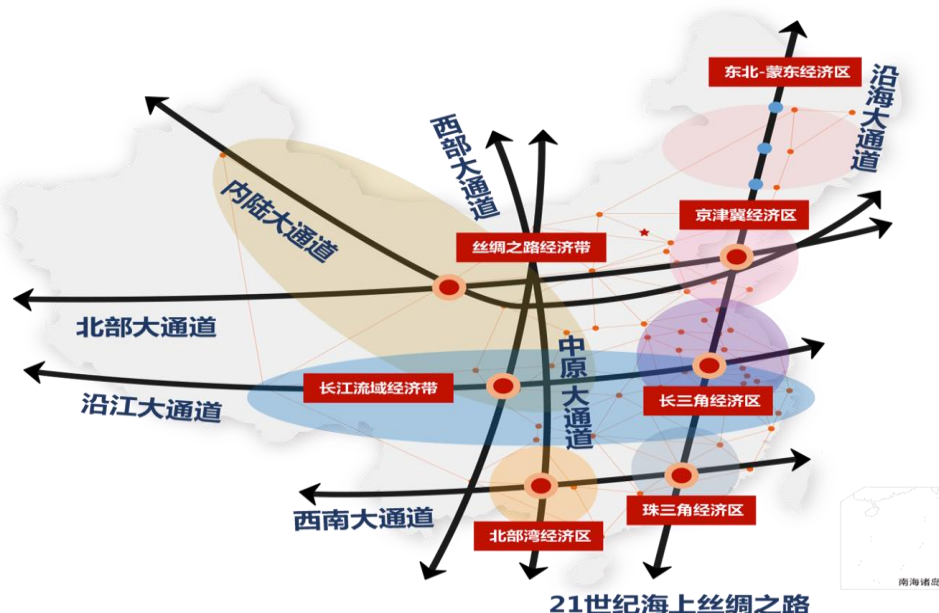 东北-蒙东经济区
沿海大通道
西部大通道
内陆大通道
京津冀经济区
丝绸之路经济带
北部大通道
中原大通道
长江流域经济带
长三角经济区
沿江大通道
西南大通道
珠三角经济区
北部湾经济区
南海诸岛
21世纪海上丝绸之路